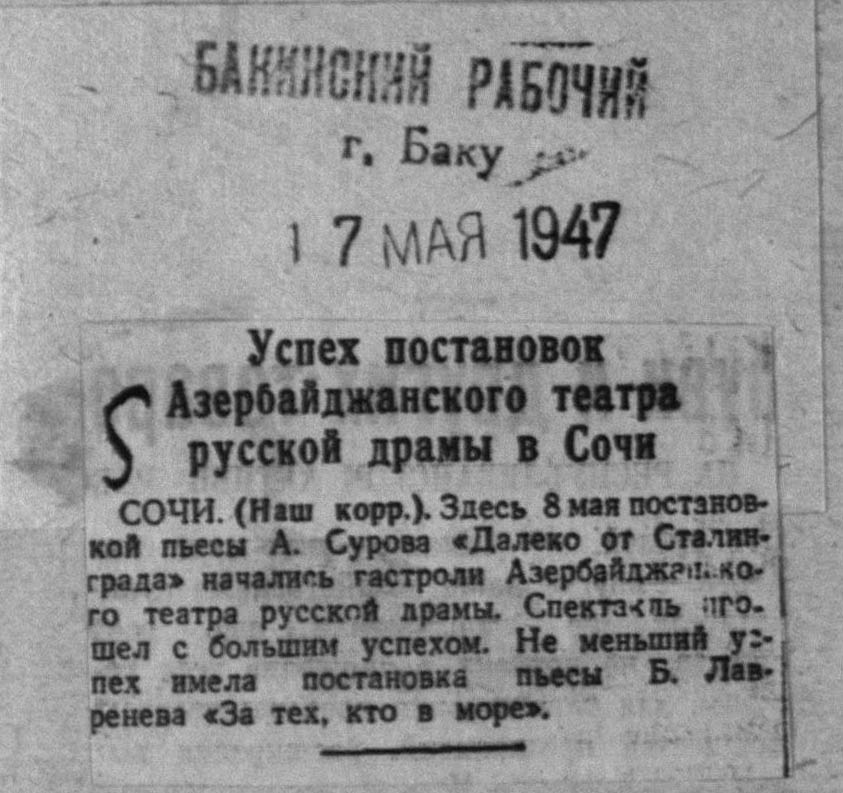 БАКИНСКИЙ РАБОЧИЙ
г. Баку
17 МАЯ 1947
Успех постановок
Азербайджанского театра
русской драмы в Сочи
СОЧИ. (Наш корр.). Здесь 8 мая постанов-
кой пьесы А. Сурова «Далеко от Сталин-
града» начались гастроли Азербайджанско-
го театра русской драмы. Спектакль про-
шел с большим успехом. Не меньший ус-
пех имела постановка пьесы Б. Лав-
ренева «За тех, кто в море».